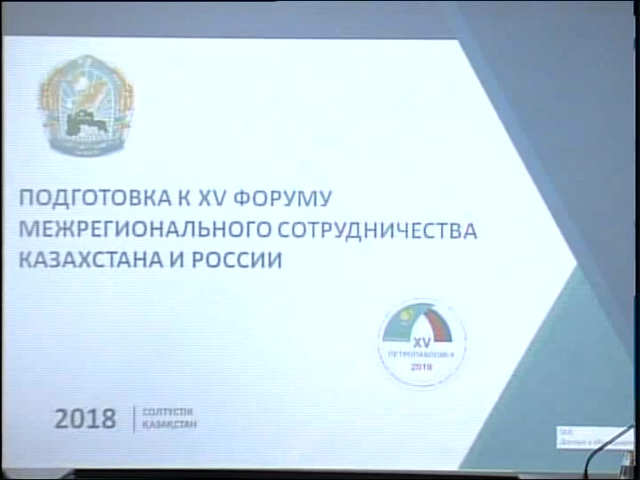 ПОДГОТОВКА К XV ФОРУМУ
МЕЖРЕГИОНАЛЬНОГО СОТРУДНИЧЕСТВА
КАЗАХСТАНА И РОССИИ
XV
ПЕТРОПАВЛОВСК
2018
2018
СОЛТҮСТІК
ҚАЗАҚСТАН